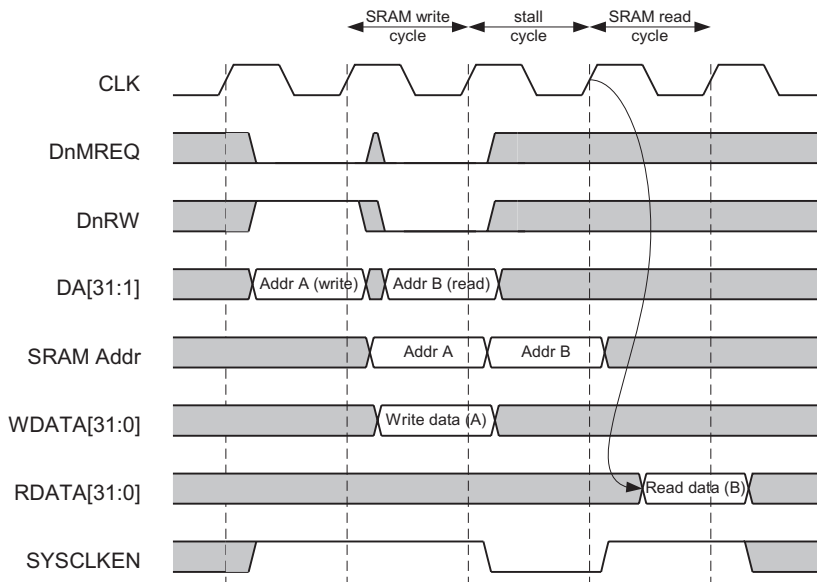 SRAM write
cycle
stall
cycle
SRAM read
cycle
CLK
DnMREQ
DnRW
DA[31:1]
Addr A (write)
Addr B (read)
SRAM Addr
Addr A
Addr B
WDATA[31:0]
Write data (A)
RDATA[31:0]
Read data (B)
SYSCLKEN